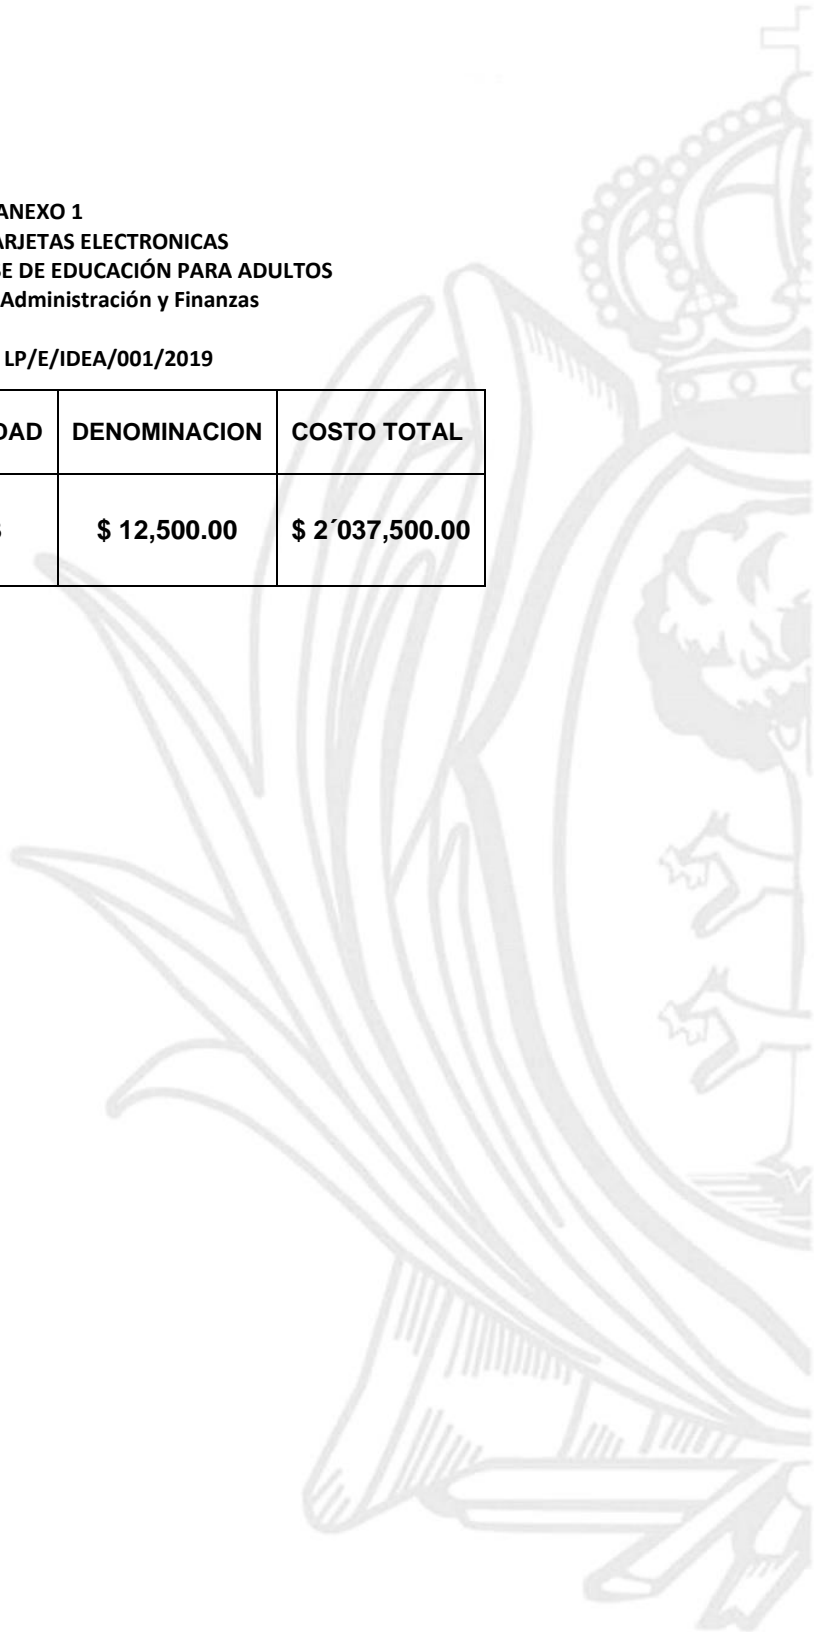 ANEXO 1
ARJETAS ELECTRONICAS
SE DE EDUCACIÓN PARA ADULTOS
Administración y Finanzas
LP/E/IDEA/001/2019
DAD DENOMINACION COSTO TOTAL
$ 12,500.00 $ 2´037,500.00